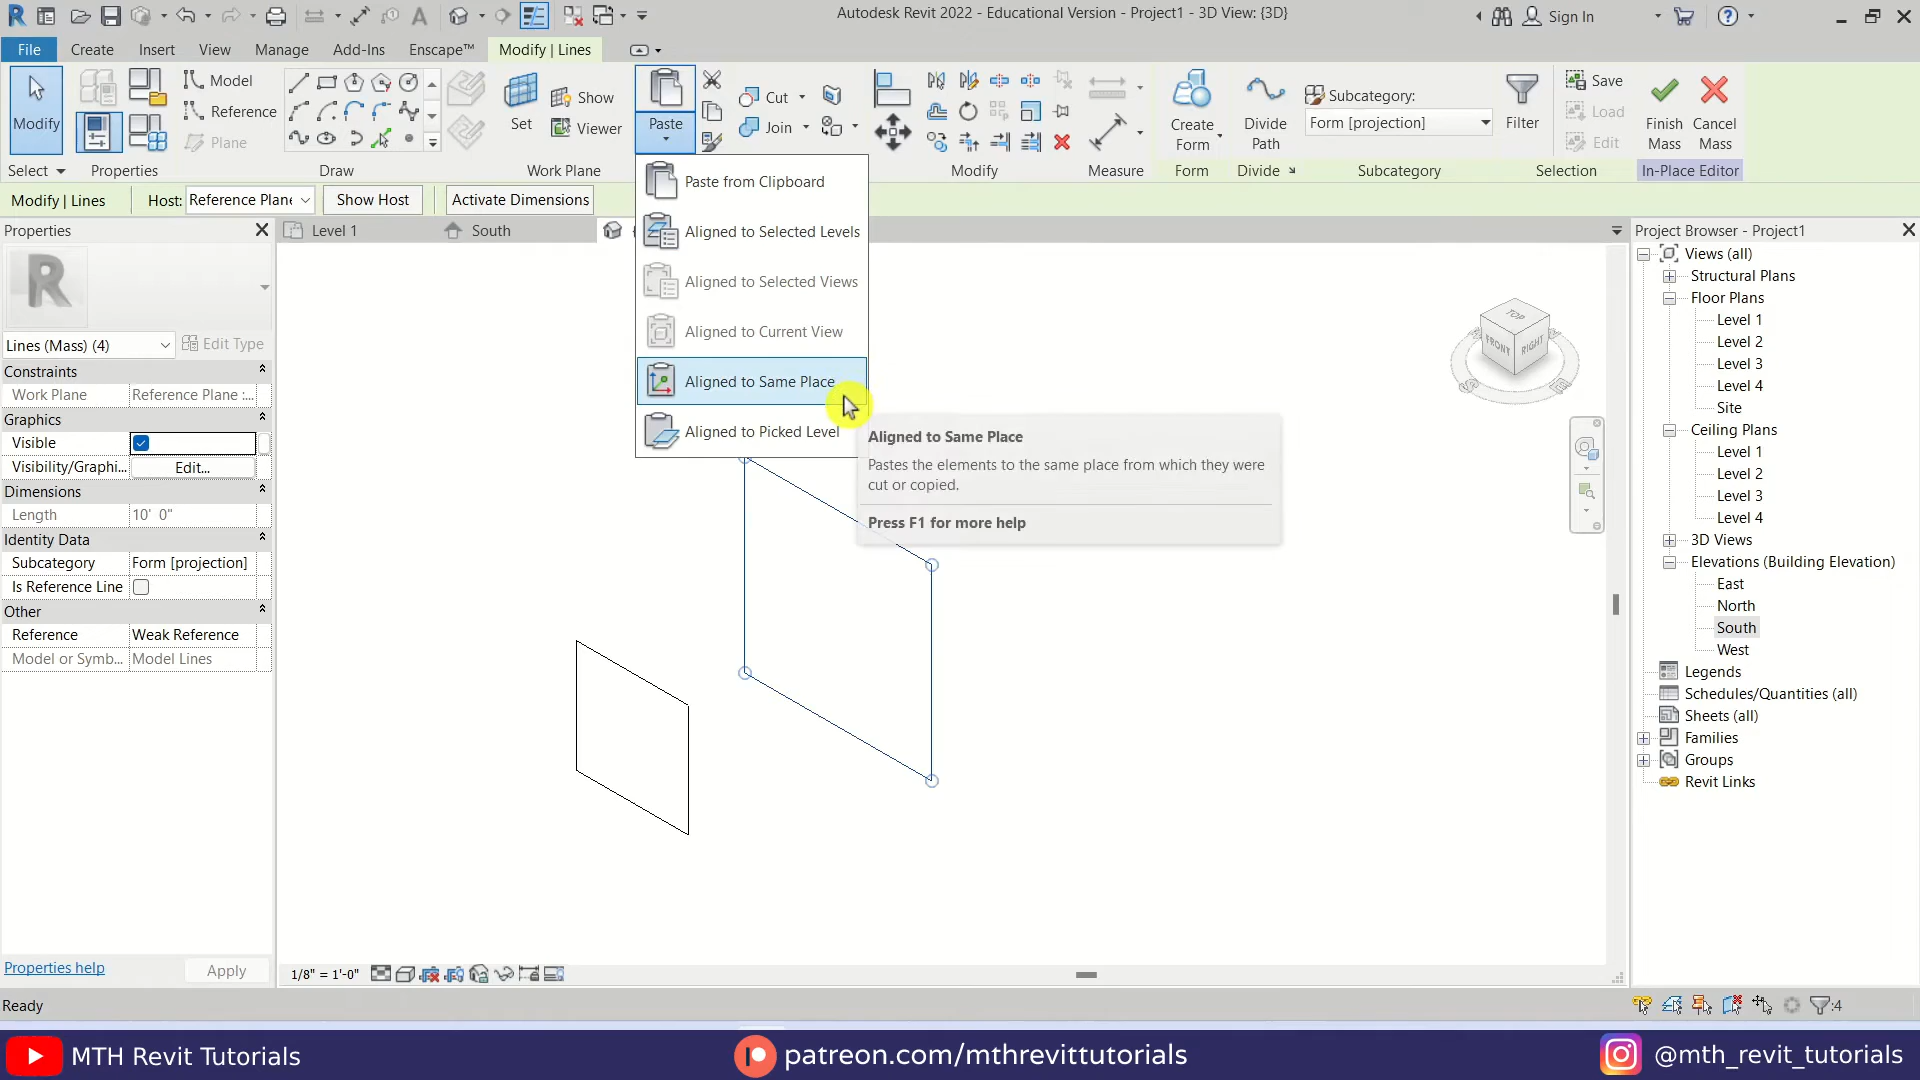 Autodesk Revit 2022 - Educational Version - Project1 - 3D View: {3D}
Sign In
File
Create
Insert
View
Manage
Add-Ins
Enscape™
Modify | Lines
Modify
Model
Reference
Plane
Set
Show
Viewer
Paste
Cut
Join
Create
Form
Divide
Path
Subcategory:
Form [projection]
Filter
Save
Load
Edit
Finish
Mass
Cancel
Mass
Select
Properties
Draw
Work Plane
Modify
Measure
Form
Divide
Subcategory
Selection
In-Place Editor
Modify | Lines
Host:
Reference Plane
Show Host
Activate Dimensions
Paste from Clipboard
Aligned to Selected Levels
Aligned to Selected Views
Aligned to Current View
Aligned to Same Place
Aligned to Picked Level
Aligned to Same Place
Pastes the elements to the same place from which they were
cut or copied.
Press F1 for more help
Properties
Level 1
South
R
Lines (Mass) (4)
Edit Type
Constraints
Work Plane
Reference Plane :...
Graphics
Visible
Visibility/Graphi...
Edit...
Dimensions
Length
10' 0"
Identity Data
Subcategory
Form [projection]
Is Reference Line
Other
Reference
Weak Reference
Model or Symb...
Model Lines
Properties help
Apply
TOP
FRONT
RIGHT
1/8" = 1'-0"
Project Browser - Project1
Views (all)
Structural Plans
Floor Plans
Level 1
Level 2
Level 3
Level 4
Site
Ceiling Plans
Level 1
Level 2
Level 3
Level 4
3D Views
Elevations (Building Elevation)
East
North
South
West
Legends
Schedules/Quantities (all)
Sheets (all)
Families
Groups
Revit Links
Ready
:4
MTH Revit Tutorials
patreon.com/mthrevittutorials
@mth_revit_tutorials